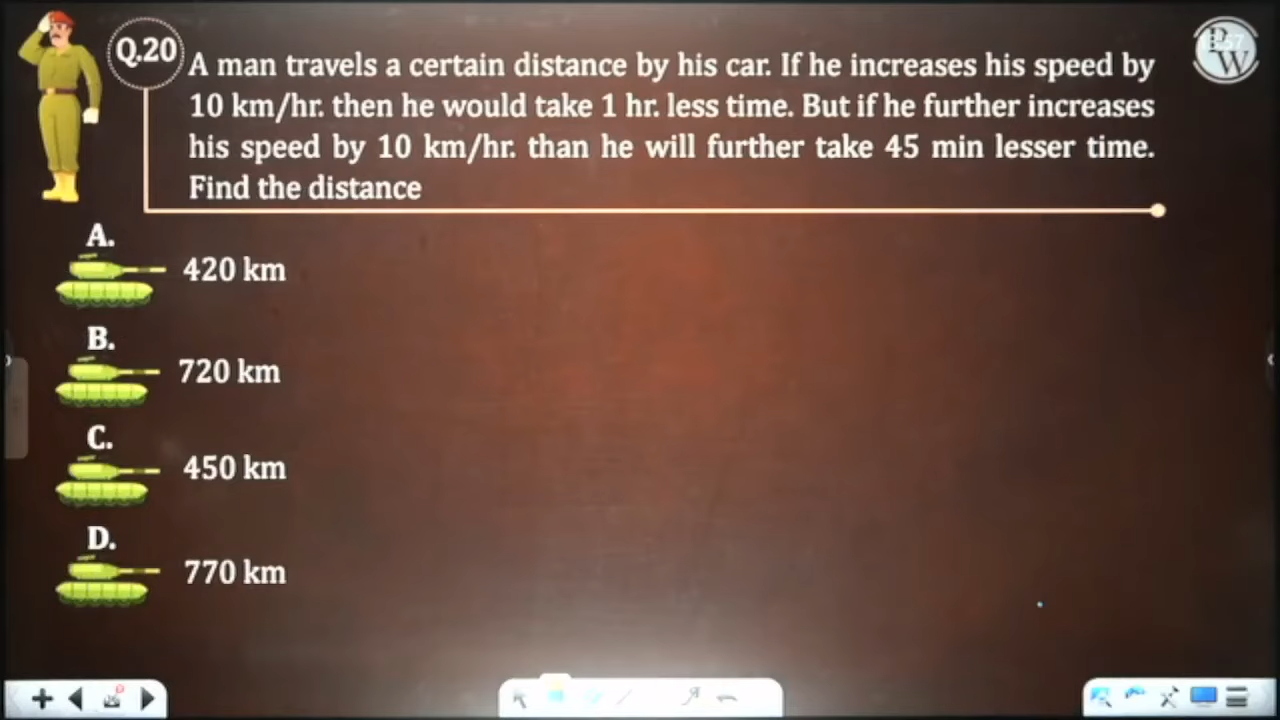 Q.20
A man travels a certain distance by his car. If he increases his speed by
10 km/hr. then he would take 1 hr. less time. But if he further increases
his speed by 10 km/hr. than he will further take 45 min lesser time.
Find the distance
A.
420 km
B.
720 km
C.
450 km
D.
770 km